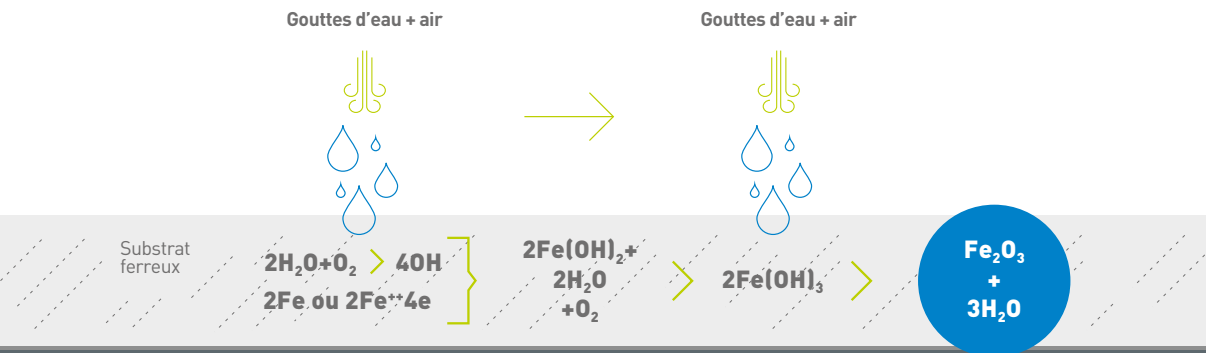 Gouttes d'eau + air
Gouttes d'eau + air
Substrat
ferreux
2H₂O+O₂ > 4OH
2Fe ou 2Fe⁺⁺4e
2Fe(OH)₂+
2H₂O
+O₂
2Fe(OH)₃
Fe₂O₃
+
3H₂O